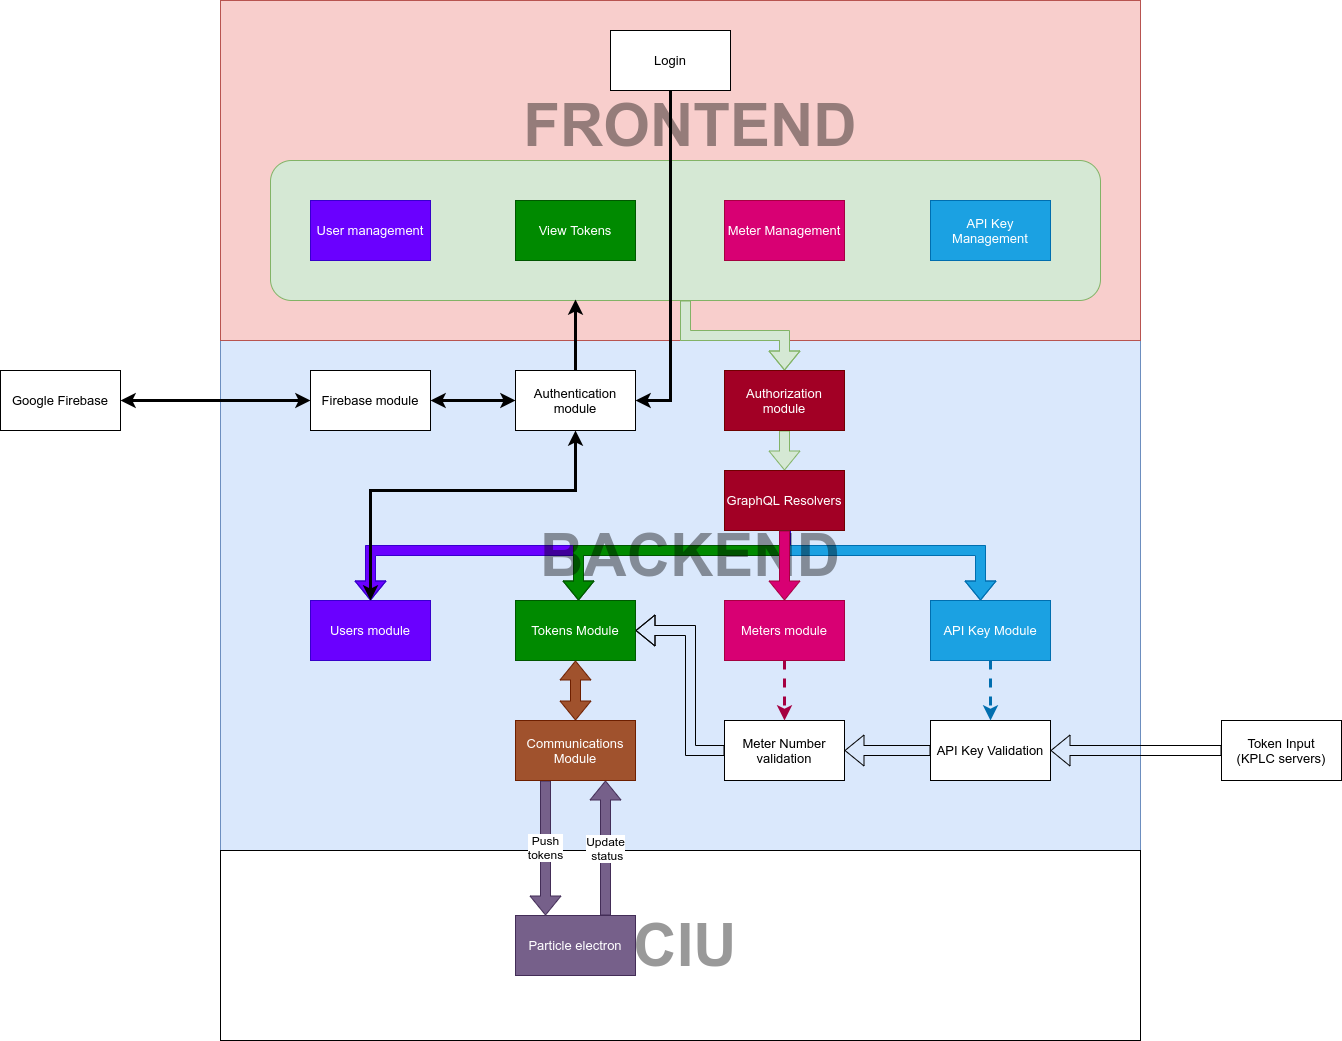 Login
FRONTEND
User management
View Tokens
Meter Management
API Key
Management
Google Firebase
Firebase module
Authentication
module
Authorization
module
GraphQL Resolvers
BACKEND
Users module
Tokens Module
Meters module
API Key Module
Communications
Module
Meter Number
validation
API Key Validation
Token Input
(KPLC servers)
Push
tokens
Update
status
Particle electron
CIU